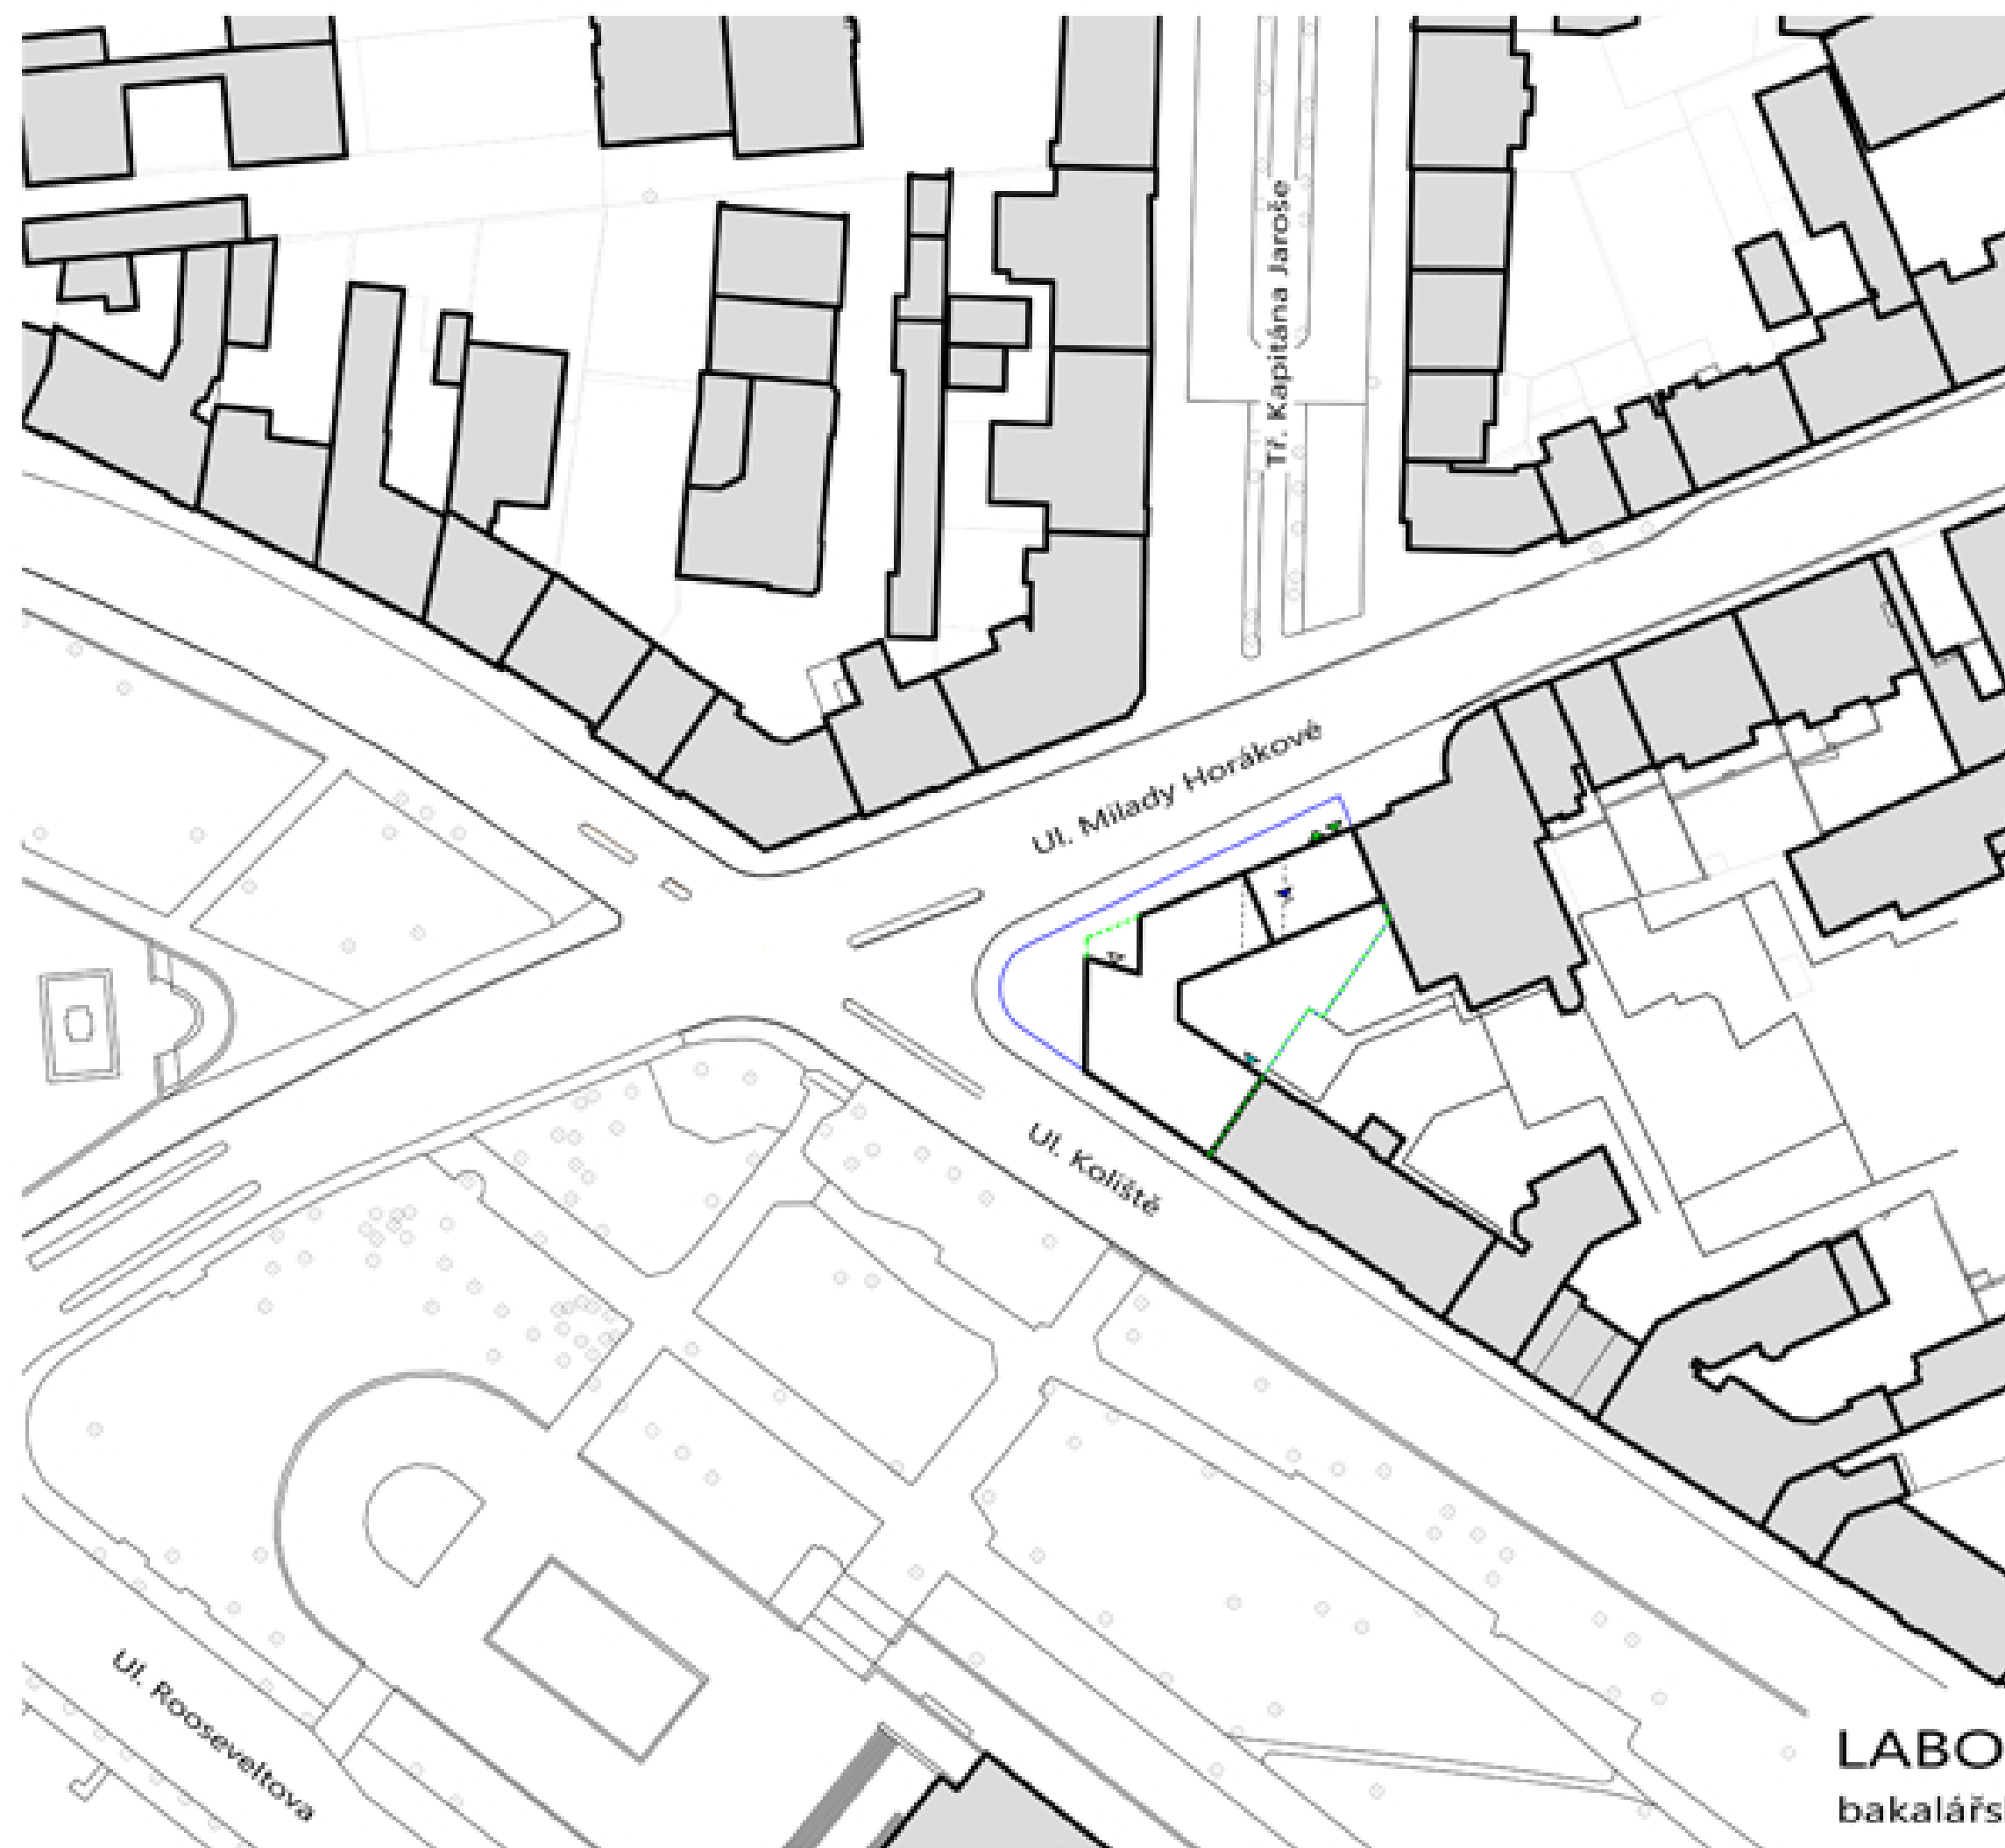 Tř. Kapitána Jaroše
Ul. Milady Horákové
Ul. Koliště
Ul. Rooseveltova
LABO
bakalářs